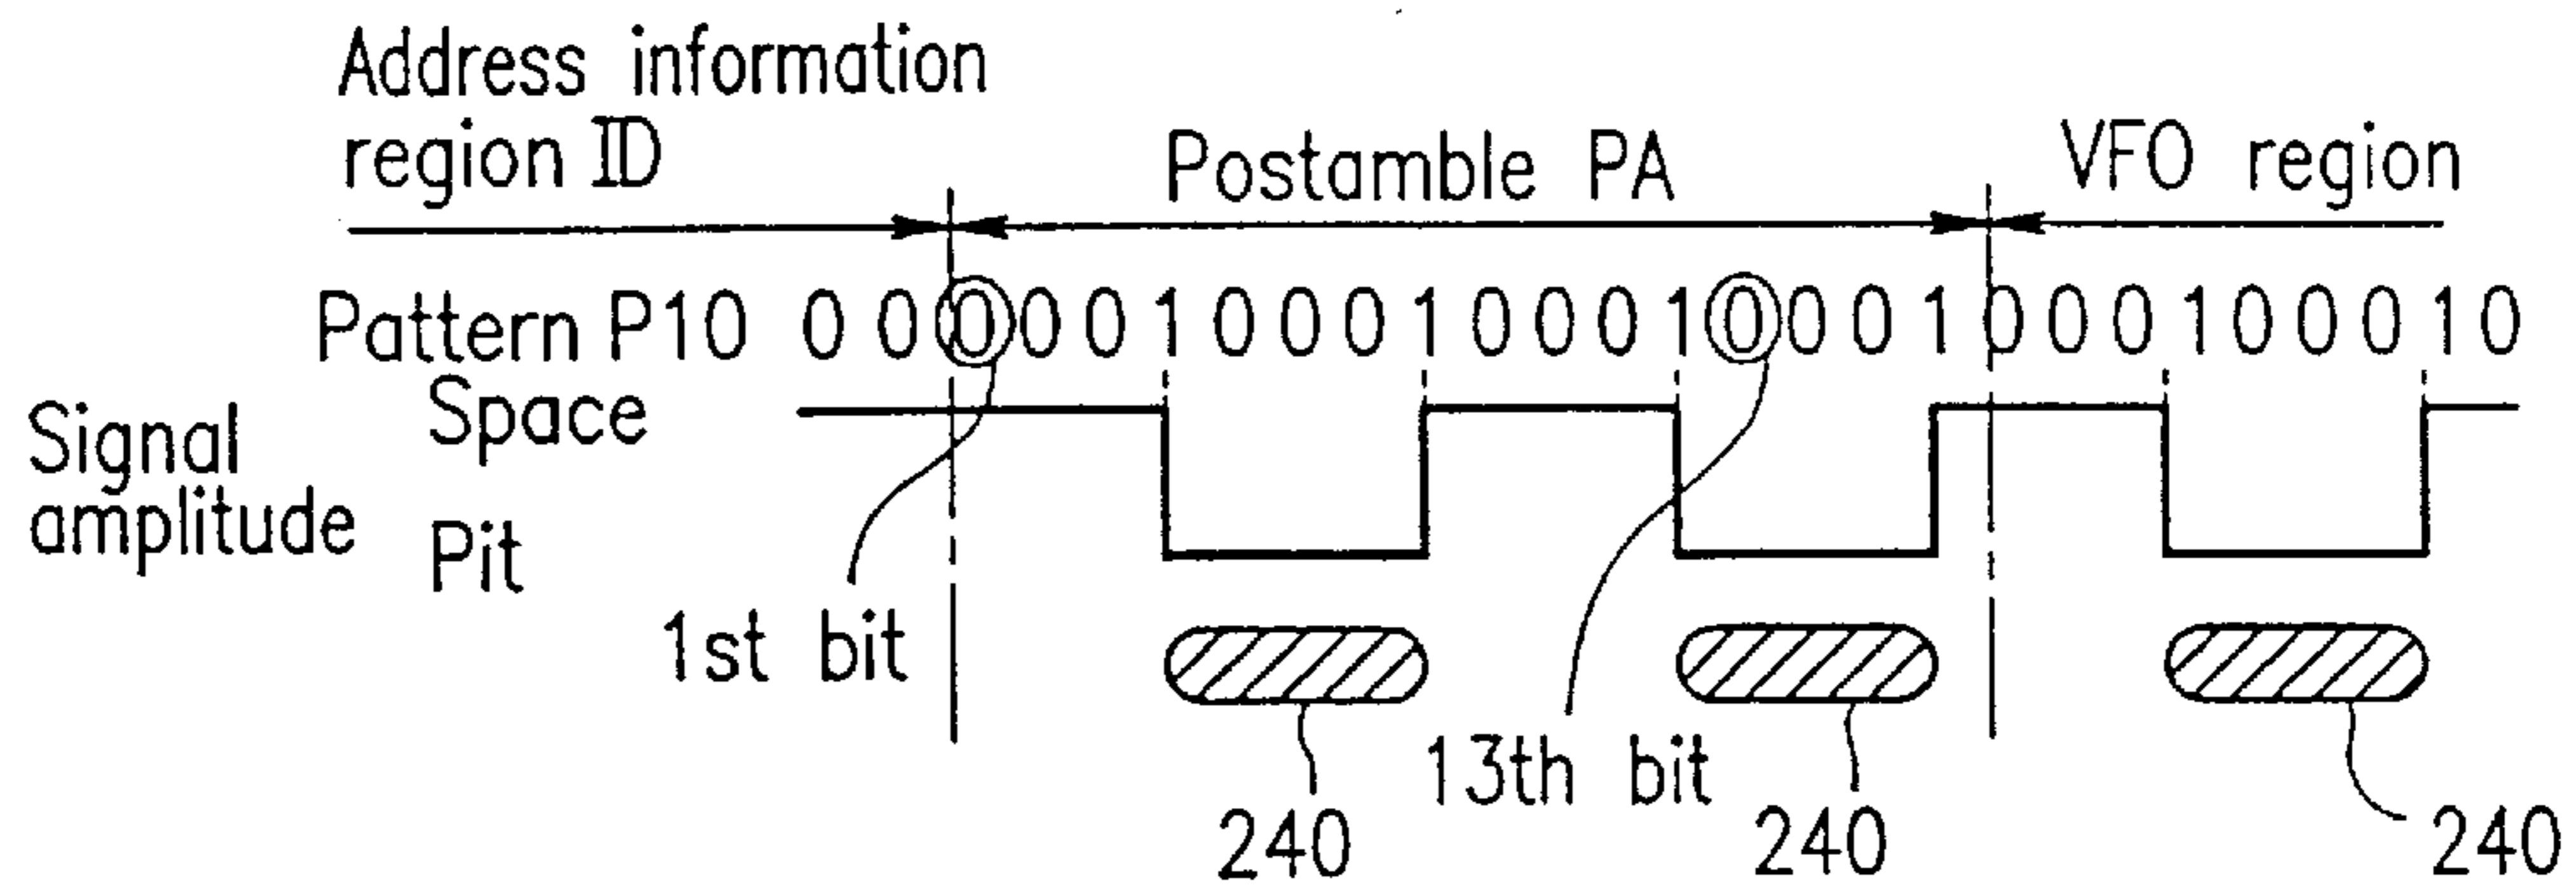 Address information
region ID
Postamble PA
VFO region
Pattern P10 0 0 0 0 0 1 0 0 0 1 0 0 0 1 0 0 0 1 0 0 0 1 0 0 0 1 0
Signal
amplitude
Space
Pit
1st bit
13th bit
240
240
240